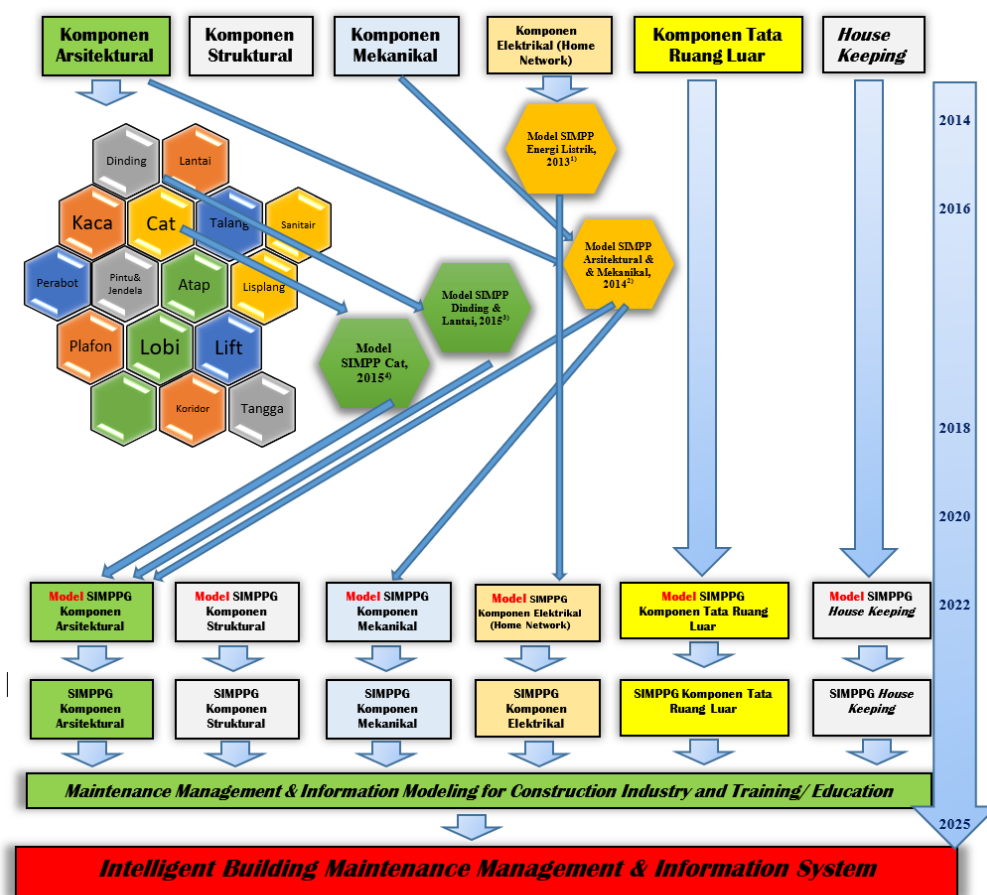 Komponen
Arsitektural
Komponen
Struktural
Komponen
Mekanikal
Komponen
Elektrikal (Home
Network)
Komponen Tata
Ruang Luar
House
Keeping
Model SIMPP
Energi Listrik,
2013¹⁾
Dinding
Lantai
Kaca
Cat
Talang
Sanitair
Perabot
Pintu&
Jendela
Atap
Lisplang
Plafon
Lobi
Lift
Koridor
Tangga
Model SIMPP
Arsitektural &
& Mekanikal,
2014²⁾
Model SIMPP
Dinding &
Lantai, 2015³⁾
Model
SIMPP Cat,
2015⁴⁾
2014
2016
2018
2020
2022
2025
Model SIMPPG
Komponen
Arsitektural
Model SIMPPG
Komponen
Struktural
Model SIMPPG
Komponen
Mekanikal
Model SIMPPG
Komponen Elektrikal
(Home Network)
Model SIMPPG
Komponen Tata Ruang
Luar
Model SIMPPG
House Keeping
SIMPPG
Komponen
Arsitektural
SIMPPG
Komponen
Struktural
SIMPPG
Komponen
Mekanikal
SIMPPG
Komponen
Elektrikal
SIMPPG Komponen Tata
Ruang Luar
SIMPPG House
Keeping
Maintenance Management & Information Modeling for Construction Industry and Training/ Education
Intelligent Building Maintenance Management & Information System